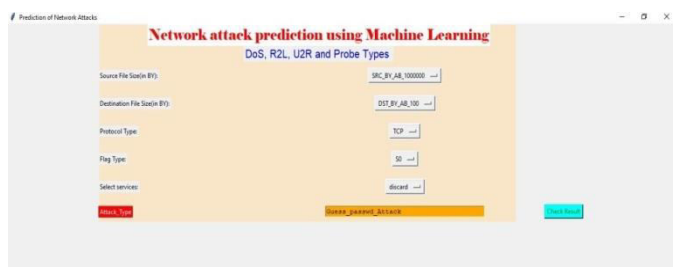 Prediction of Network Attacks
Network attack prediction using Machine Learning
DoS, R2L, U2R and Probe Types
Source File Size(in BY): SRC_BY_AB_1000000
Destination File Size(in BY): DST_BY_AB_100
Protocol Type: TCP
Flag Type: S0
Select services: discard
Attack_Type Guess_passwd_Attack Check Result